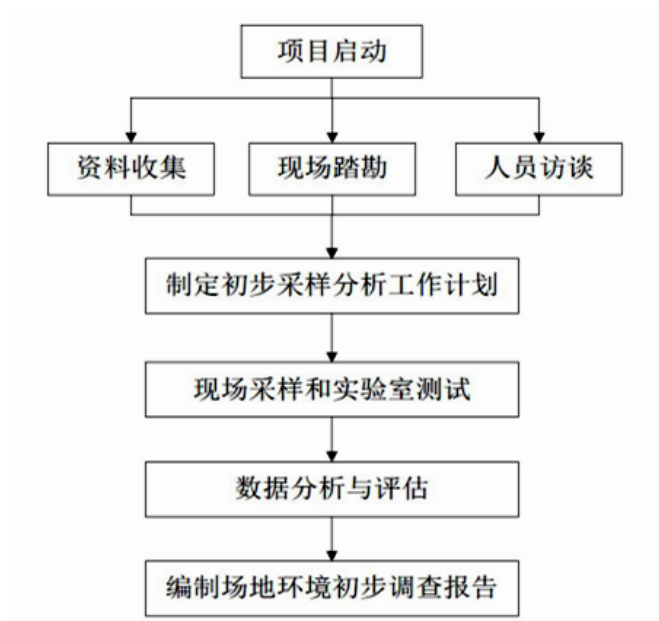 项目启动
资料收集
现场踏勘
人员访谈
制定初步采样分析工作计划
现场采样和实验室测试
数据分析与评估
编制场地环境初步调查报告